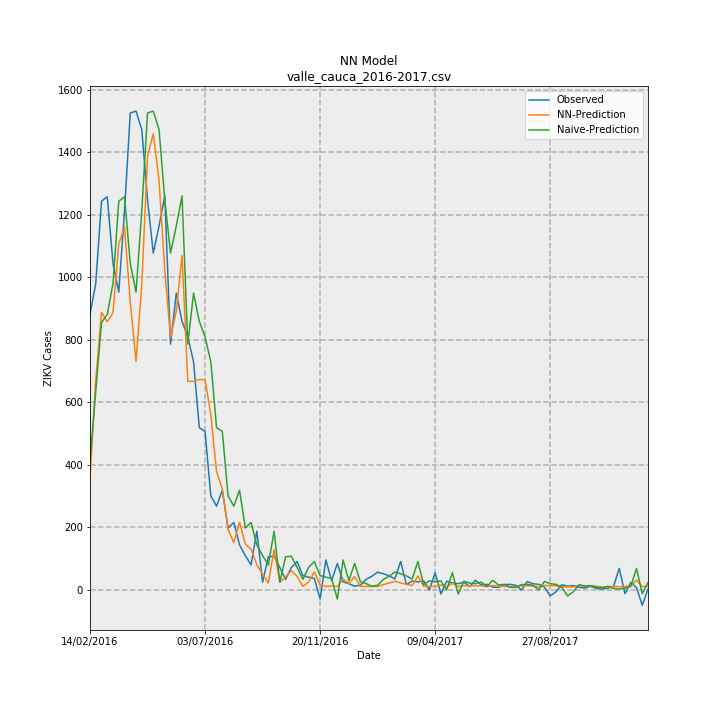 NN Model
valle_cauca_2016-2017.csv
Observed
NN-Prediction
Naive-Prediction
ZIKV Cases
1600
1400
1200
1000
800
600
400
200
0
14/02/2016
03/07/2016
20/11/2016
09/04/2017
27/08/2017
Date